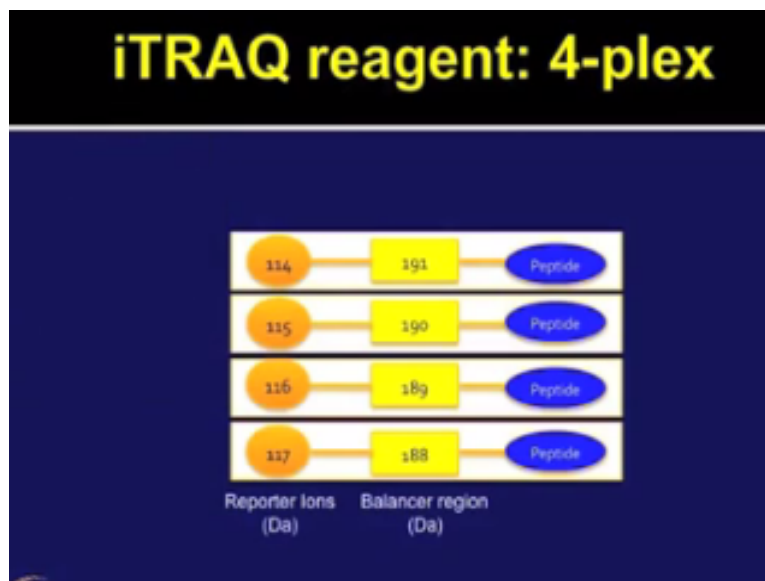 iTRAQ reagent: 4-plex
114 191 Peptide
115 190 Peptide
116 189 Peptide
117 188 Peptide
Reporter Ions Balancer region
(Da) (Da)